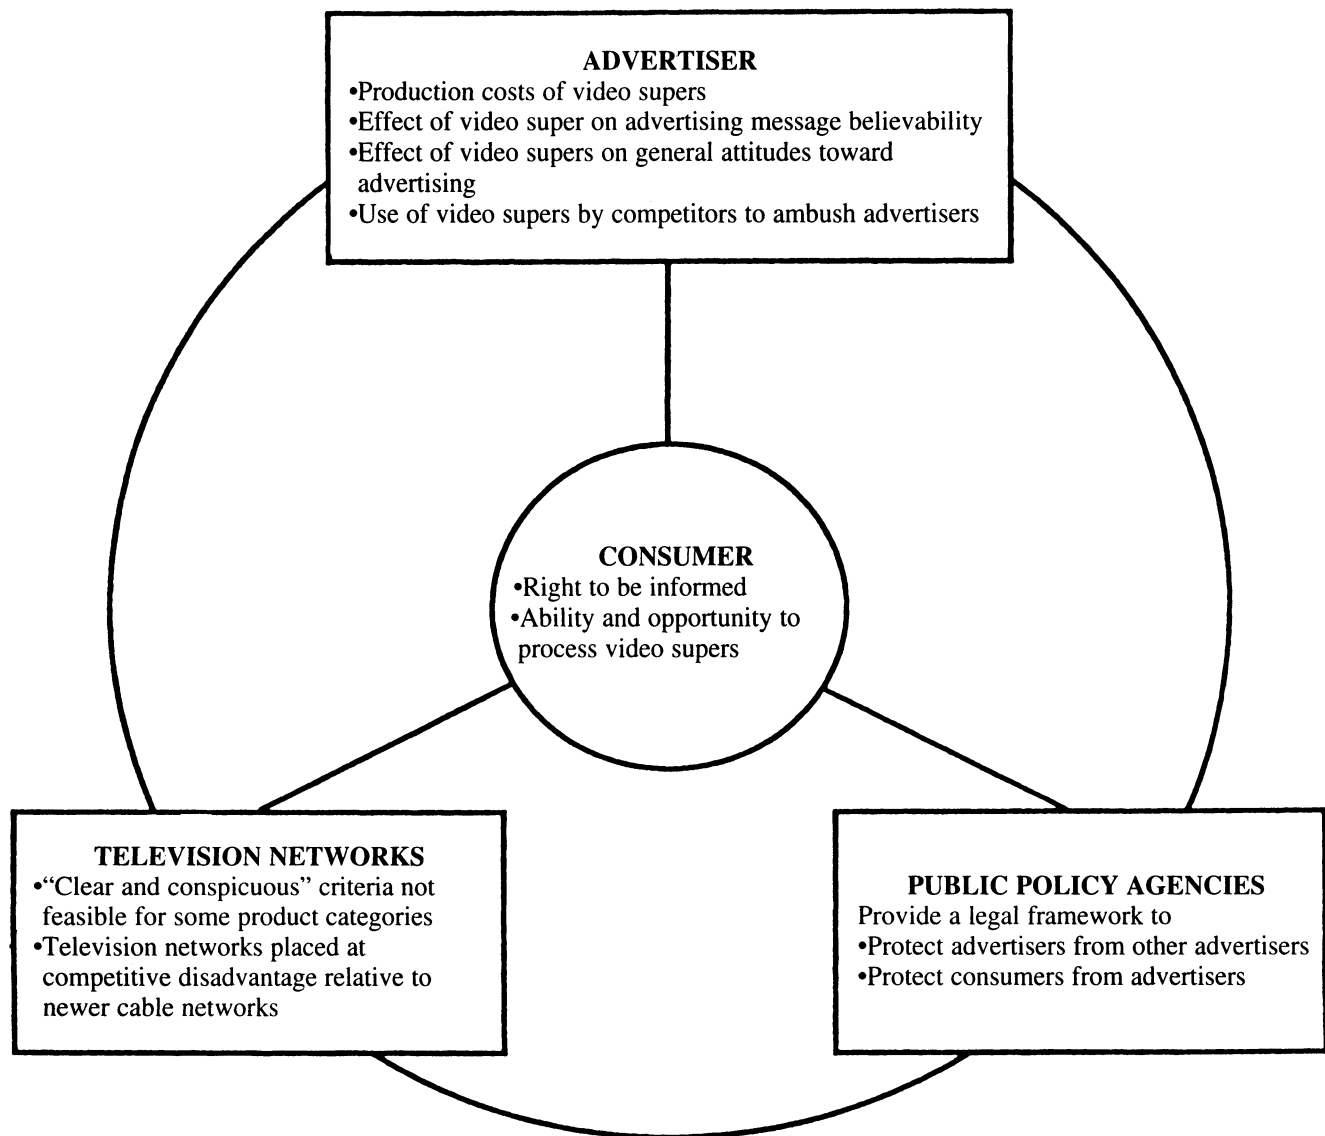 ADVERTISER
•Production costs of video supers
•Effect of video super on advertising message believability
•Effect of video supers on general attitudes toward
advertising
•Use of video supers by competitors to ambush advertisers
CONSUMER
•Right to be informed
•Ability and opportunity to
process video supers
TELEVISION NETWORKS
•“Clear and conspicuous” criteria not
feasible for some product categories
•Television networks placed at
competitive disadvantage relative to
newer cable networks
PUBLIC POLICY AGENCIES
Provide a legal framework to
•Protect advertisers from other advertisers
•Protect consumers from advertisers